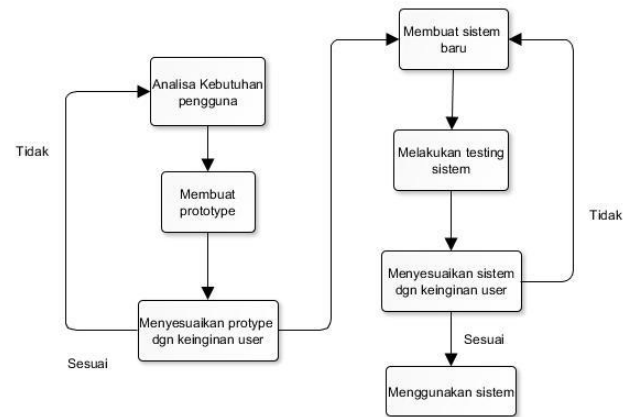 Analisa Kebutuhan
pengguna
Tidak
Membuat
prototype
Menyesuaikan protype
dgn keinginan user
Sesuai
Membuat sistem
baru
Melakukan testing
sistem
Tidak
Menyesuaikan sistem
dgn keinginan user
Sesuai
Menggunakan sistem